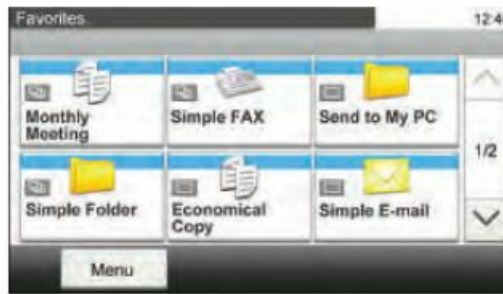 Favorites
12:4
Monthly
Meeting
Simple FAX
Send to My PC
1/2
Simple Folder
Economical
Copy
Simple E-mail
Menu